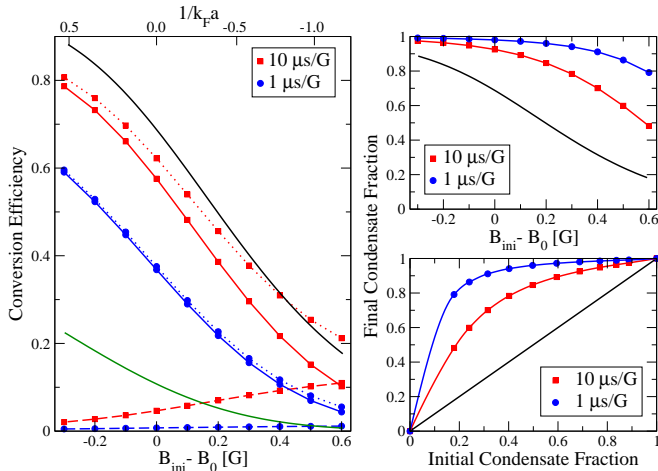 1/k_F a
0.5 0.0 -0.5 -1
10 μs/G
1 μs/G
0.8
0.6
0.4
0.2
0
Conversion Efficiency
-0.2 0 0.2 0.4 0.6
B_ini - B_0 [G]
1
0.8
0.6
0.4
0.2
0
10 μs/G
1 μs/G
-0.2 0 0.2 0.4 0.6
B_ini - B_0 [G]
Final Condensate Fraction
1
0.8
0.6
0.4
0.2
0
10 μs/G
1 μs/G
0 0.2 0.4 0.6 0.8 1
Initial Condensate Fraction